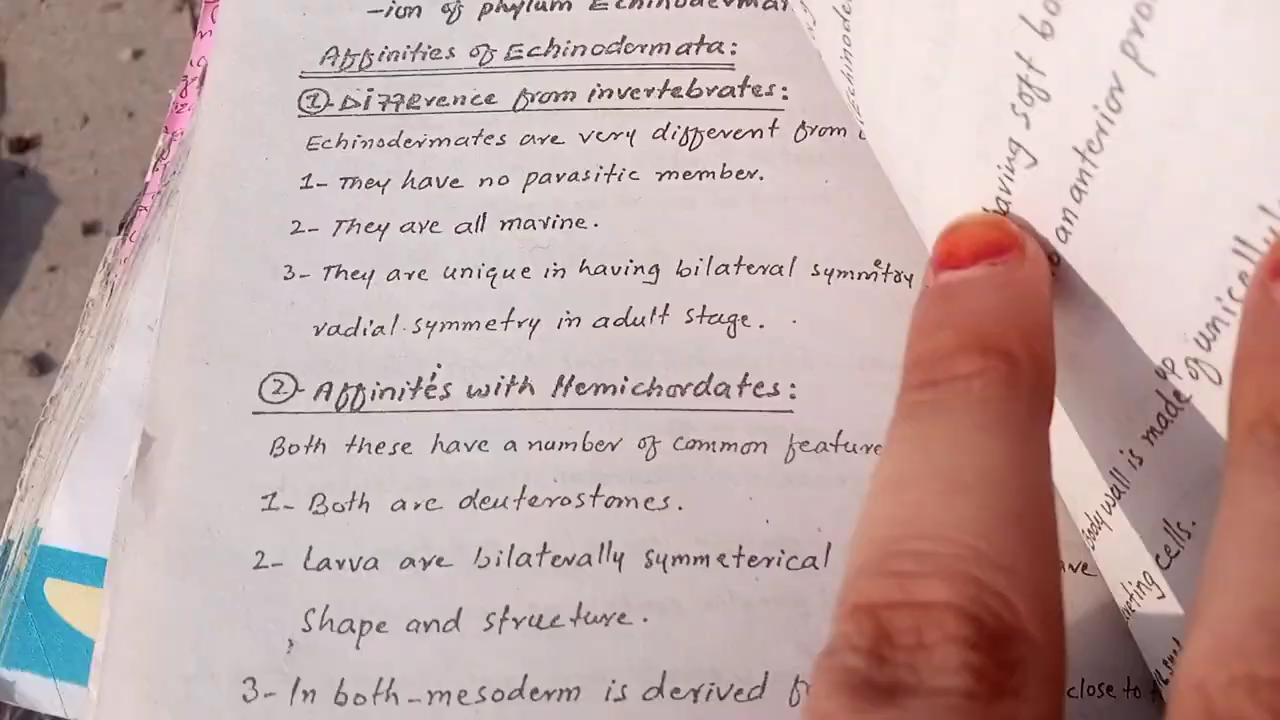 -ion of phylum Echinodermat
Affinities of Echinodermata:
①- Difference from invertebrates:
Echinodermates are very different from
1- They have no parasitic member.
2- They are all marine.
3- They are unique in having bilateral symmetry
radial symmetry in adult stage.
②- Affinites with Hemichordates:
Both these have a number of common feature
1- Both are deuterostomes.
2- Larva are bilaterally symmeterical
Shape and structure.
3- In both-mesoderm is derived
close to
having soft bo
an anterior pro
body wall is made up
of unicell
cells.